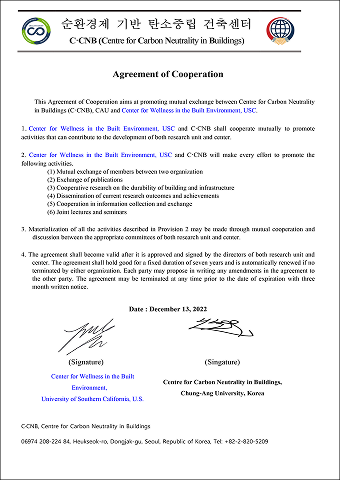 순환경제 기반 탄소중립 건축센터
C·CNB (Centre for Carbon Neutrality in Buildings)
Agreement of Cooperation
This Agreement of Cooperation aims at promoting mutual exchange between Centre for Carbon Neutrality
in Buildings (C·CNB), CAU and Center for Wellness in the Built Environment, USC.
1. Center for Wellness in the Built Environment, USC and C·CNB shall cooperate mutually to promote
activities that can contribute to the development of both research unit and center.
2. Center for Wellness in the Built Environment, USC and C·CNB will make every effort to promote the
following activities.
(1) Mutual exchange of members between two organization
(2) Exchange of publications
(3) Cooperative research on the durability of building and infrastructure
(4) Dissemination of current research outcomes and achievements
(5) Cooperation in information collection and exchange
(6) Joint lectures and seminars
3. Materialization of all the activities described in Provision 2 may be made through mutual cooperation and
discussion between the appropriate committees of both research unit and center.
4. The agreement shall become valid after it is approved and signed by the directors of both research unit and
center. The agreement shall hold good for a fixed duration of seven years and is automatically renewed if no
terminated by either organization. Each party may propose in writing any amendments in the agreement to
the other party. The agreement may be terminated at any time prior to the date of expiration with three
month written notice.
Date : December 13, 2022
(Signature)
(Singature)
Center for Wellness in the Built
Environment,
University of Southern California, U.S.
Centre for Carbon Neutrality in Buildings,
Chung-Ang University, Korea
C·CNB, Centre for Carbon Neutrality in Buildings
06974 208-224 84, Heukseok-ro, Dongjak-gu, Seoul, Republic of Korea, Tel: +82-2-820-5209